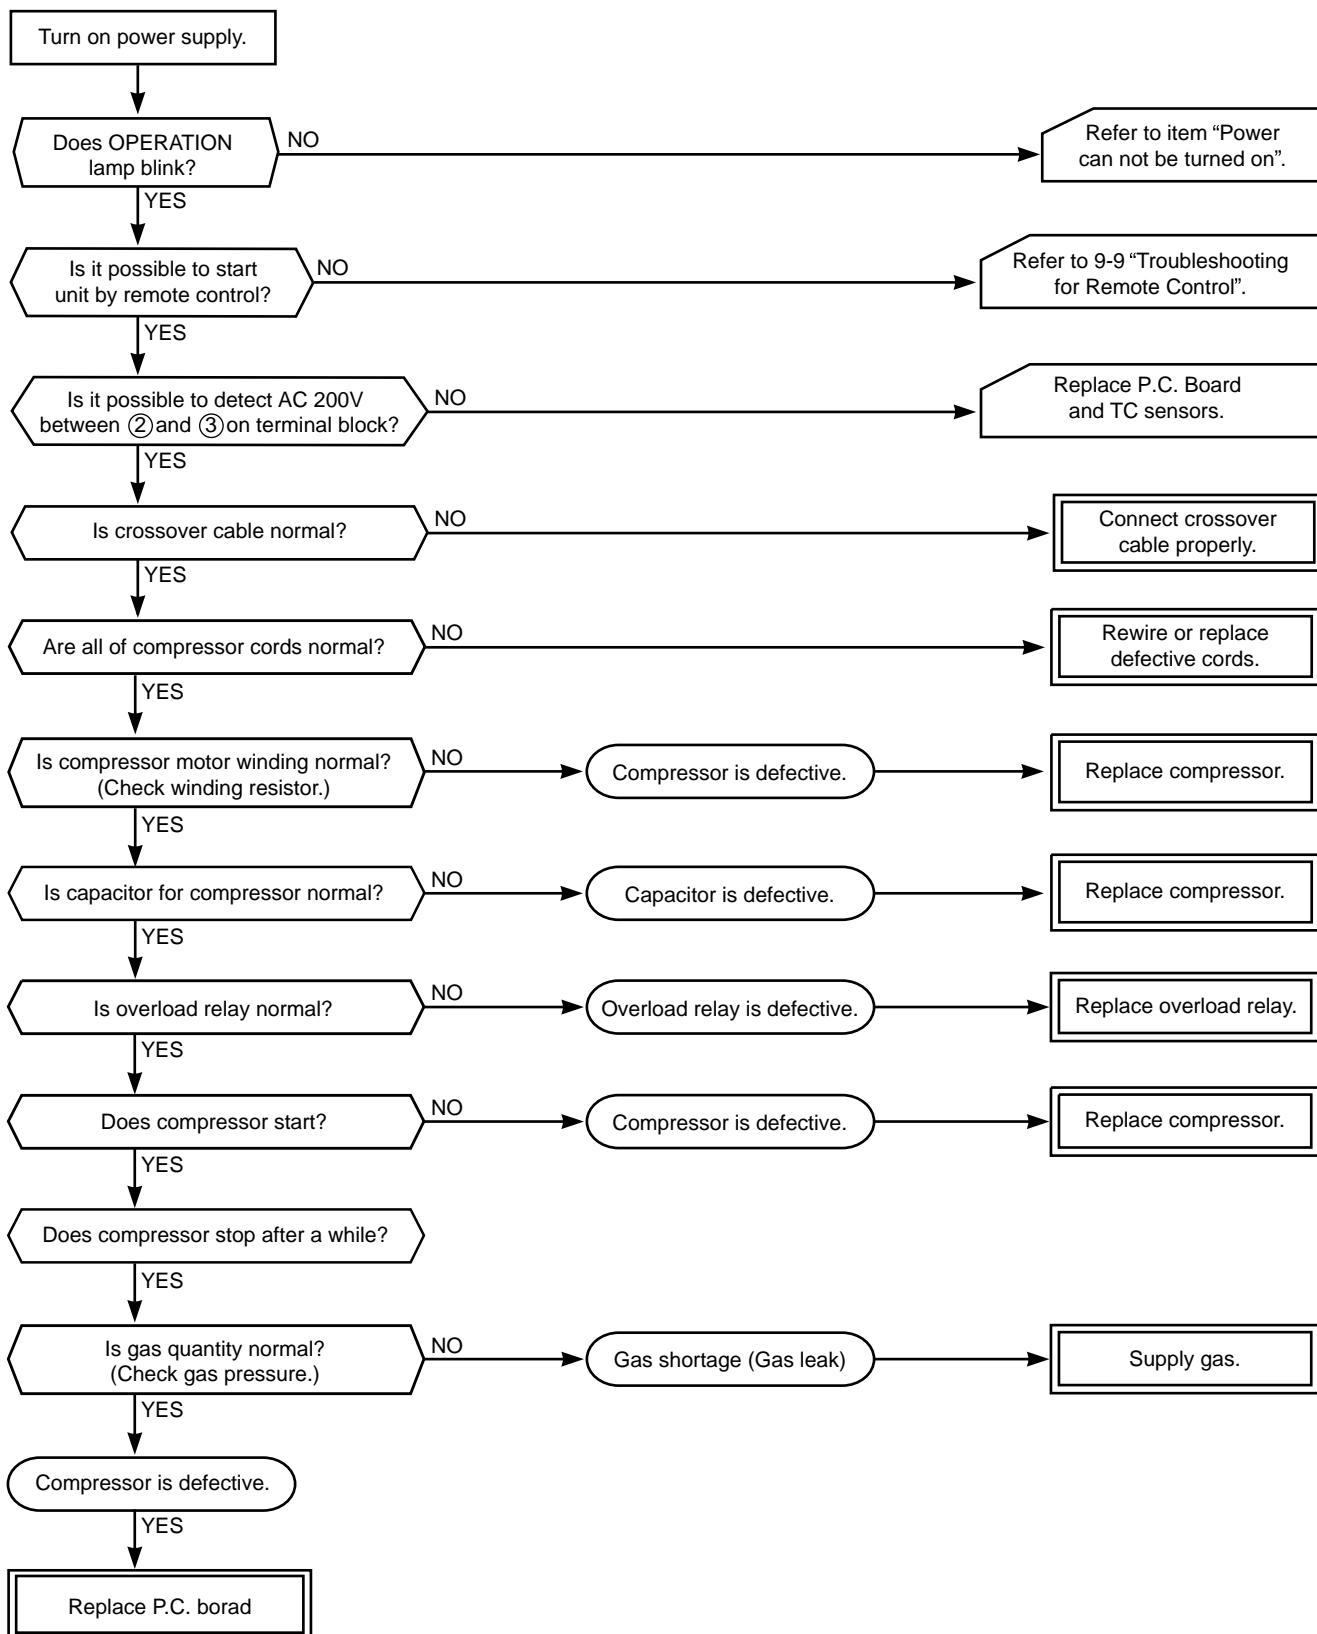 Turn on power supply.
Does OPERATION
lamp blink?
NO
Refer to item “Power
can not be turned on”.
YES
Is it possible to start
unit by remote control?
NO
Refer to 9-9 “Troubleshooting
for Remote Control”.
YES
Is it possible to detect AC 200V
between ② and ③ on terminal block?
NO
Replace P.C. Board
and TC sensors.
YES
Is crossover cable normal?
NO
Connect crossover
cable properly.
YES
Are all of compressor cords normal?
NO
Rewire or replace
defective cords.
YES
Is compressor motor winding normal?
(Check winding resistor.)
NO
Compressor is defective.
Replace compressor.
YES
Is capacitor for compressor normal?
NO
Capacitor is defective.
Replace compressor.
YES
Is overload relay normal?
NO
Overload relay is defective.
Replace overload relay.
YES
Does compressor start?
NO
Compressor is defective.
Replace compressor.
YES
Does compressor stop after a while?
YES
Is gas quantity normal?
(Check gas pressure.)
NO
Gas shortage (Gas leak)
Supply gas.
YES
Compressor is defective.
YES
Replace P.C. borad